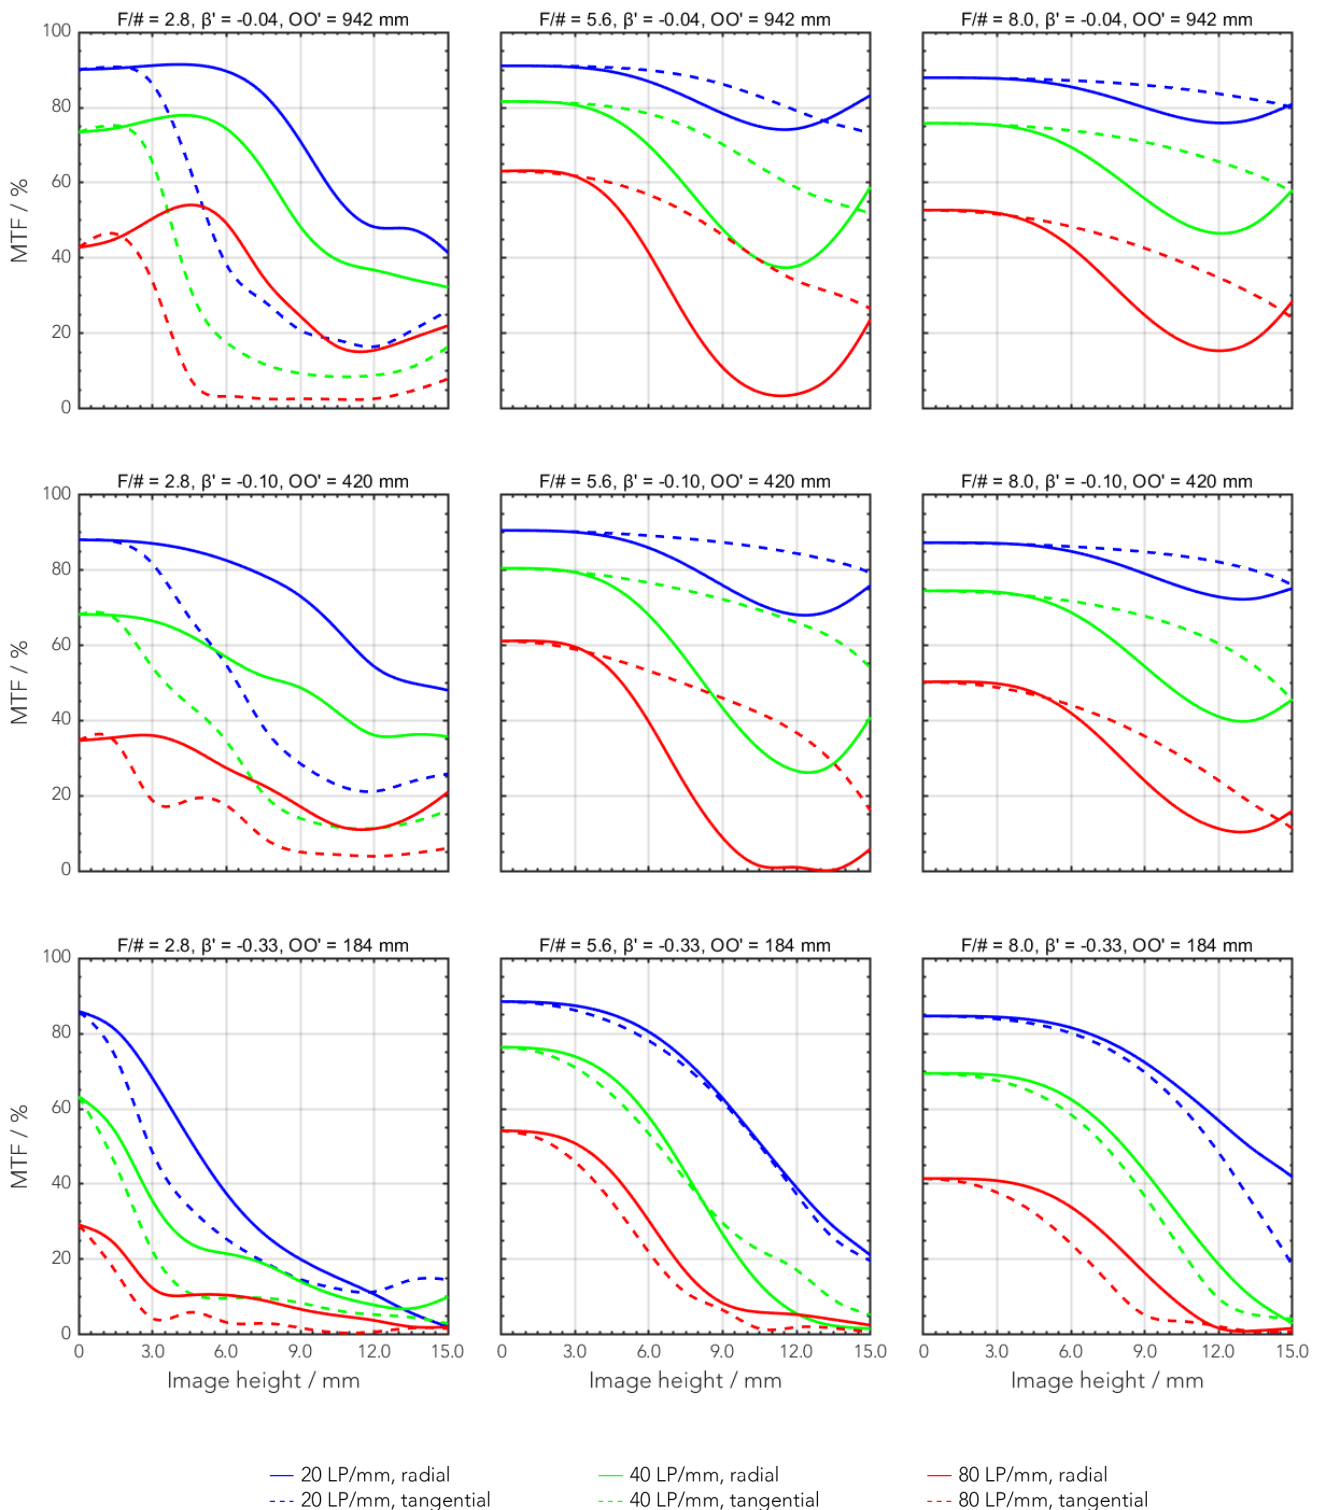 F/# = 2.8, β' = -0.04, OO' = 942 mm
F/# = 5.6, β' = -0.04, OO' = 942 mm
F/# = 8.0, β' = -0.04, OO' = 942 mm
100
80
60
40
20
0
MTF / %
F/# = 2.8, β' = -0.10, OO' = 420 mm
F/# = 5.6, β' = -0.10, OO' = 420 mm
F/# = 8.0, β' = -0.10, OO' = 420 mm
100
80
60
40
20
0
MTF / %
F/# = 2.8, β' = -0.33, OO' = 184 mm
F/# = 5.6, β' = -0.33, OO' = 184 mm
F/# = 8.0, β' = -0.33, OO' = 184 mm
100
80
60
40
20
0
MTF / %
0 3.0 6.0 9.0 12.0 15.0
0 3.0 6.0 9.0 12.0 15.0
0 3.0 6.0 9.0 12.0 15.0
Image height / mm
Image height / mm
Image height / mm
20 LP/mm, radial
40 LP/mm, radial
80 LP/mm, radial
20 LP/mm, tangential
40 LP/mm, tangential
80 LP/mm, tangential